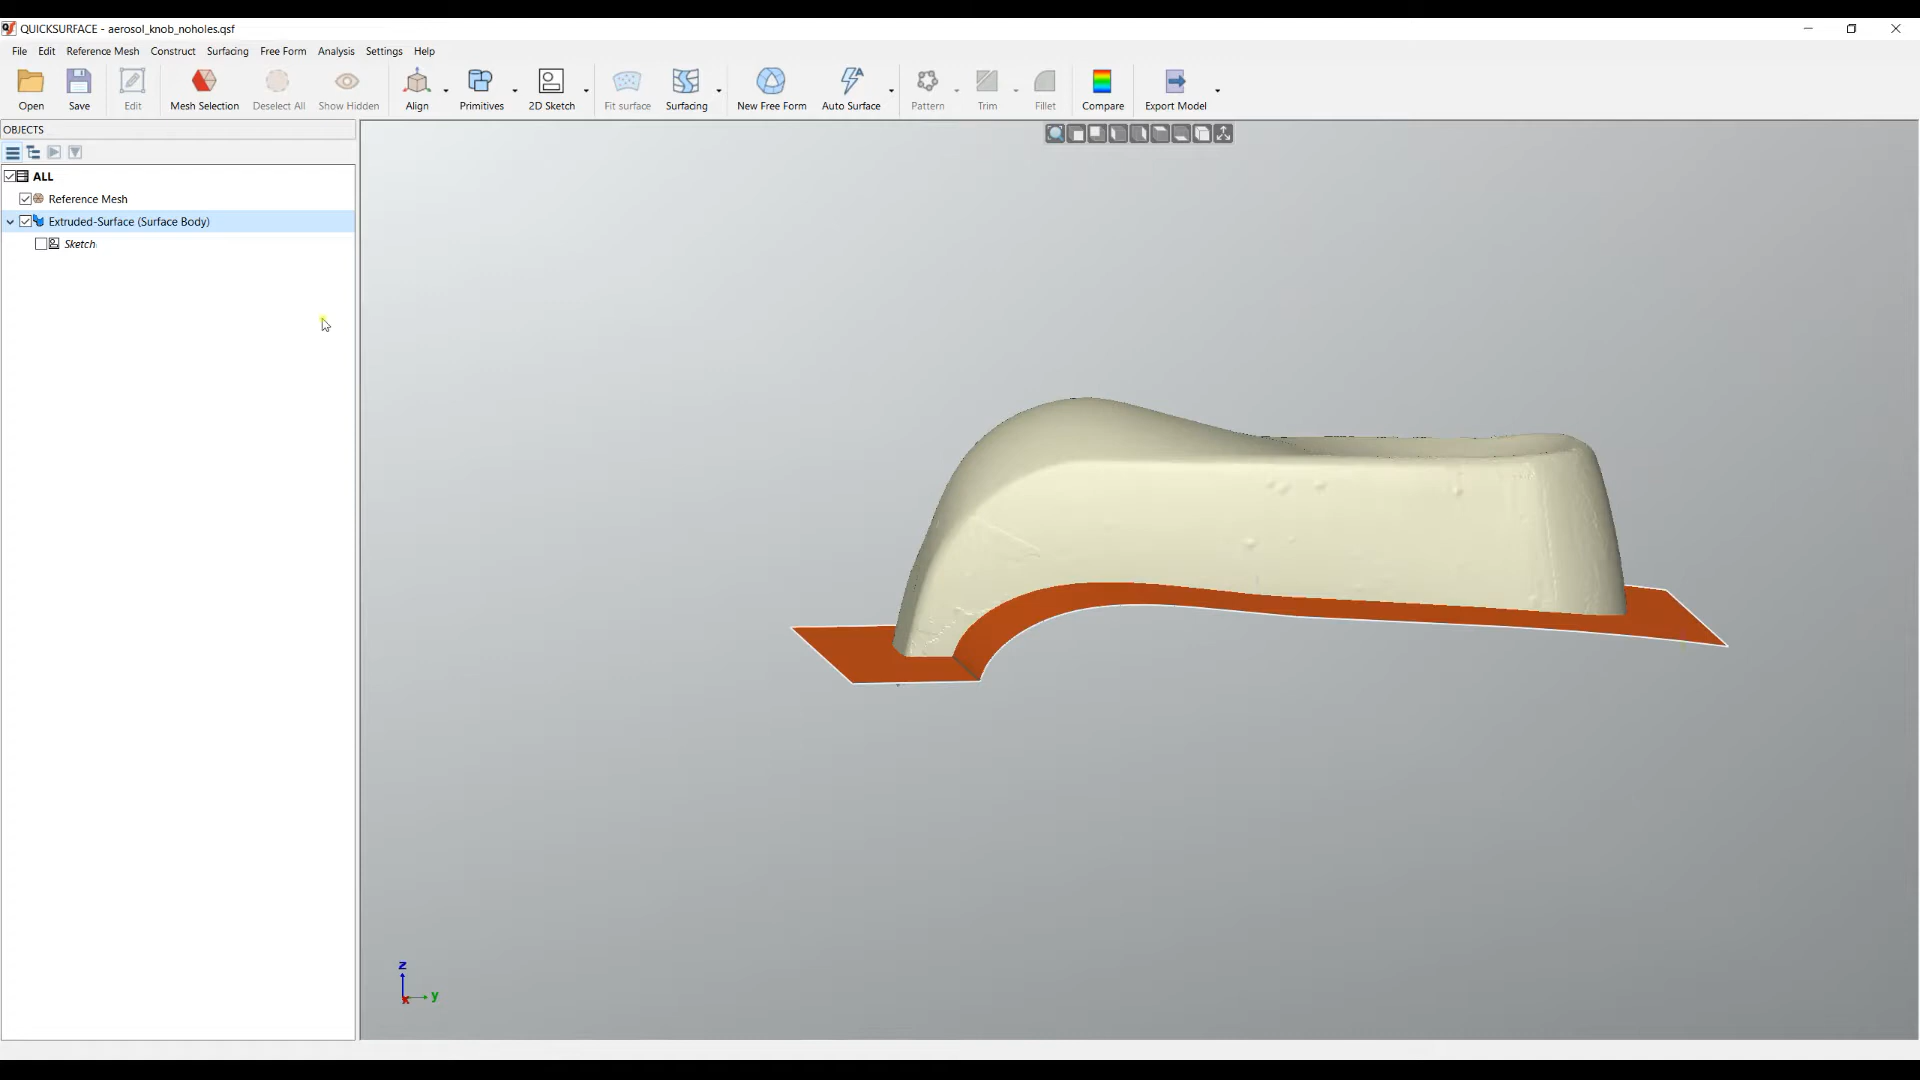 QUICKSURFACE - aerosol_knob_noholes.qsf
File Edit Reference Mesh Construct Surfacing Free Form Analysis Settings Help
Open Save Edit Mesh Selection Deselect All Show Hidden Align Primitives 2D Sketch Fit surface Surfacing New Free Form Auto Surface Pattern Trim Fillet Compare Export Model
OBJECTS
ALL
Reference Mesh
Extruded-Surface (Surface Body)
Sketch
z
x
y